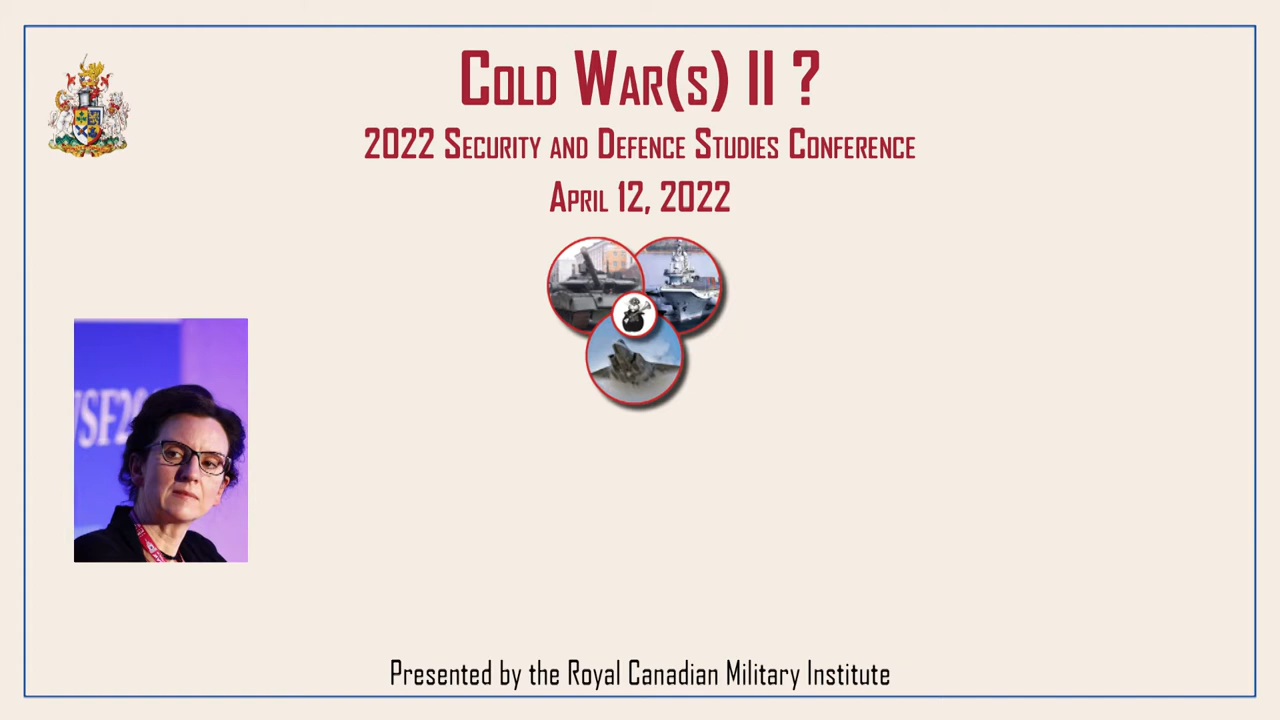 Cold War(s) II ?
2022 Security and Defence Studies Conference
April 12, 2022
Presented by the Royal Canadian Military Institute